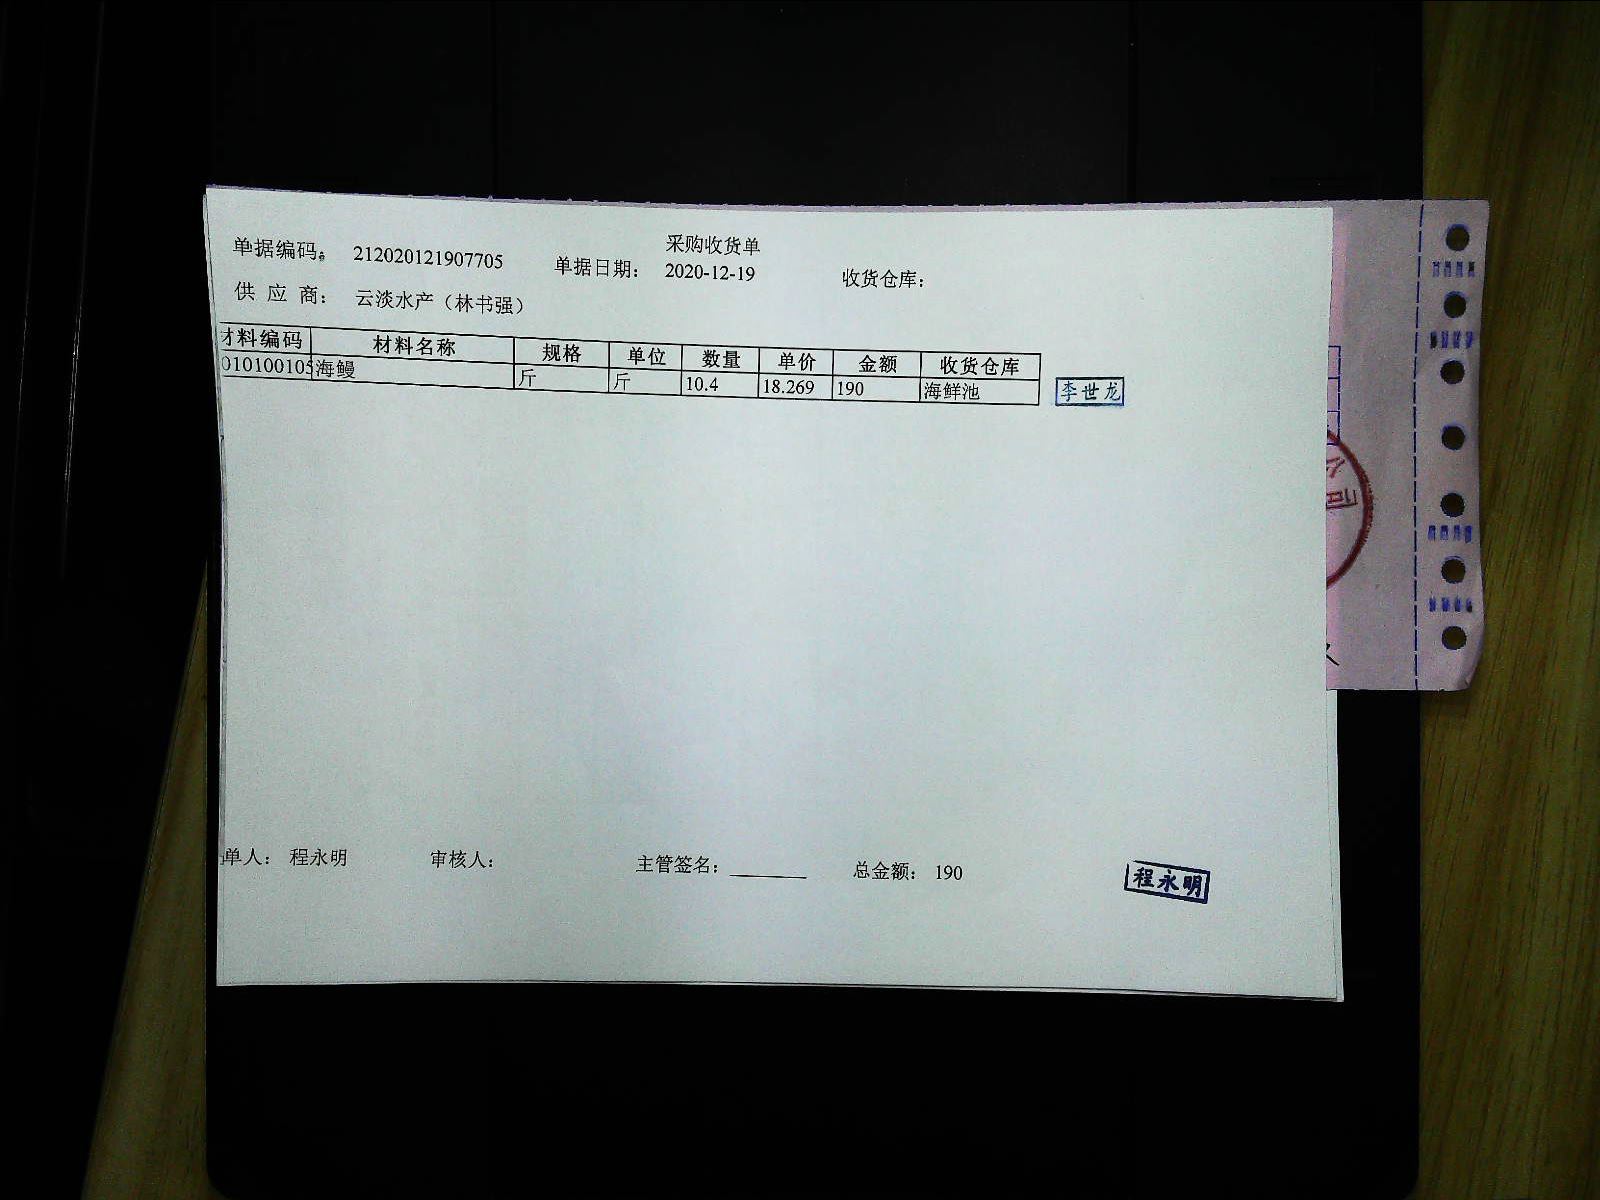 采购收货单
单据编码: 212020121907705 单据日期: 2020-12-19 收货仓库:
供 应 商: 云淡水产（林书强）
材料编码 材料名称 规格 单位 数量 单价 金额 收货仓库
010100105 海鳗 斤 斤 10.4 18.269 190 海鲜池
李世龙
公司
单人: 程永明 审核人: 主管签名: 总金额: 190
程永明